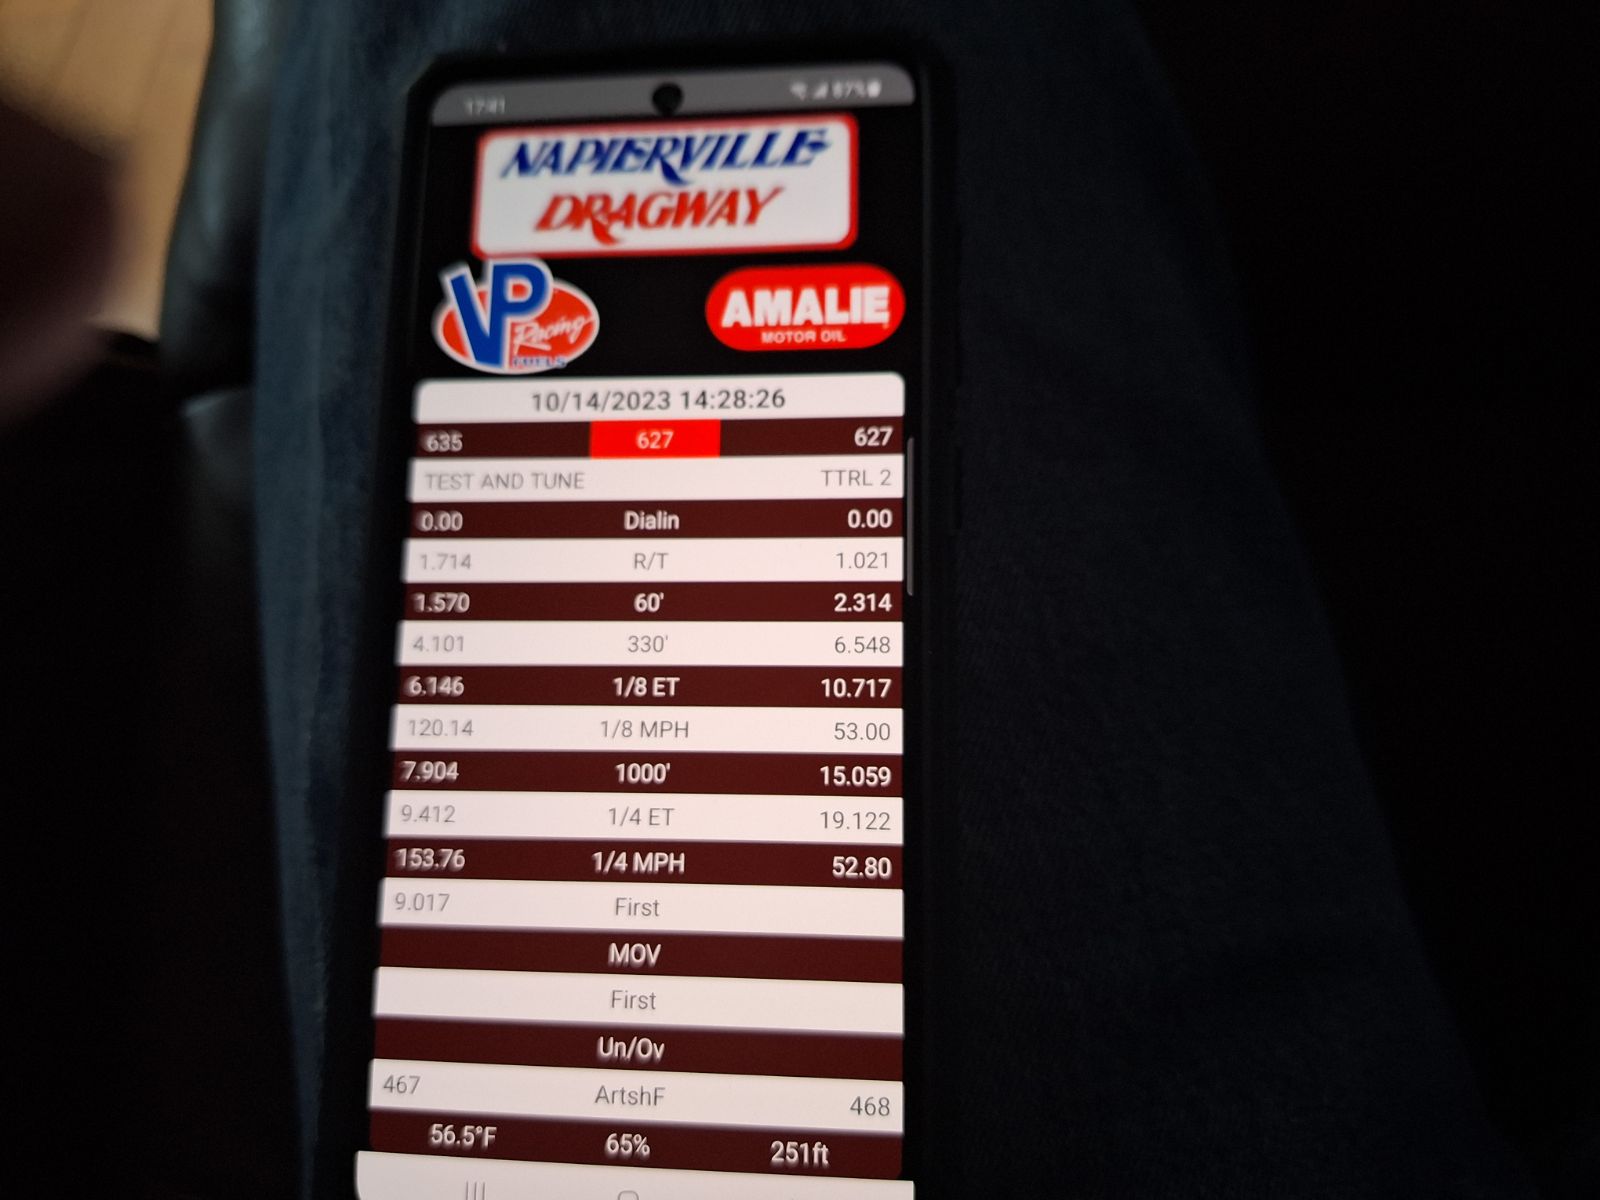 87%
NAPIERVILLE
DRAGWAY
VP Racing FUELS
AMALIE
MOTOR OIL
10/14/2023 14:28:26
635 627 627
TEST AND TUNE TTRL 2
0.00 Dialin 0.00
1.714 R/T 1.021
1.570 60' 2.314
4.101 330' 6.548
6.146 1/8 ET 10.717
120.14 1/8 MPH 53.00
7.904 1000' 15.059
9.412 1/4 ET 19.122
153.76 1/4 MPH 52.80
9.017 First
MOV
First
Un/Ov
467 ArtshF 468
56.5°F 65% 251ft